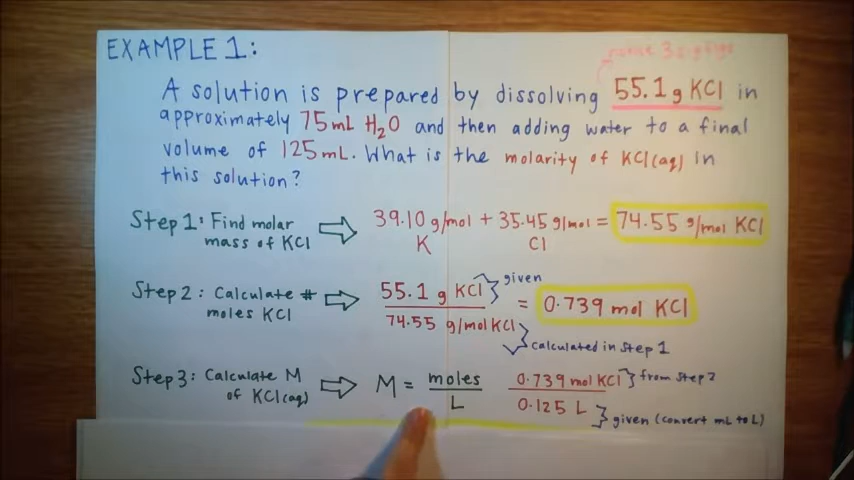 EXAMPLE 1:
A solution is prepared by dissolving 55.1 g KCl in
approximately 75mL H₂O and then adding water to a final
volume of 125mL. What is the molarity of KCl(aq) in
this solution?
Step 1: Find molar
mass of KCl
39.10 g/mol + 35.45 g/mol = 74.55 g/mol KCl
K Cl
Step 2: Calculate #
moles KCl
55.1 g KCl
74.55 g/mol KCl
given
calculated in Step 1
= 0.739 mol KCl
Step 3: Calculate M
of KCl(aq)
M = moles
L
0.739 mol KCl
0.125 L
from Step 2
given (convert mL to L)